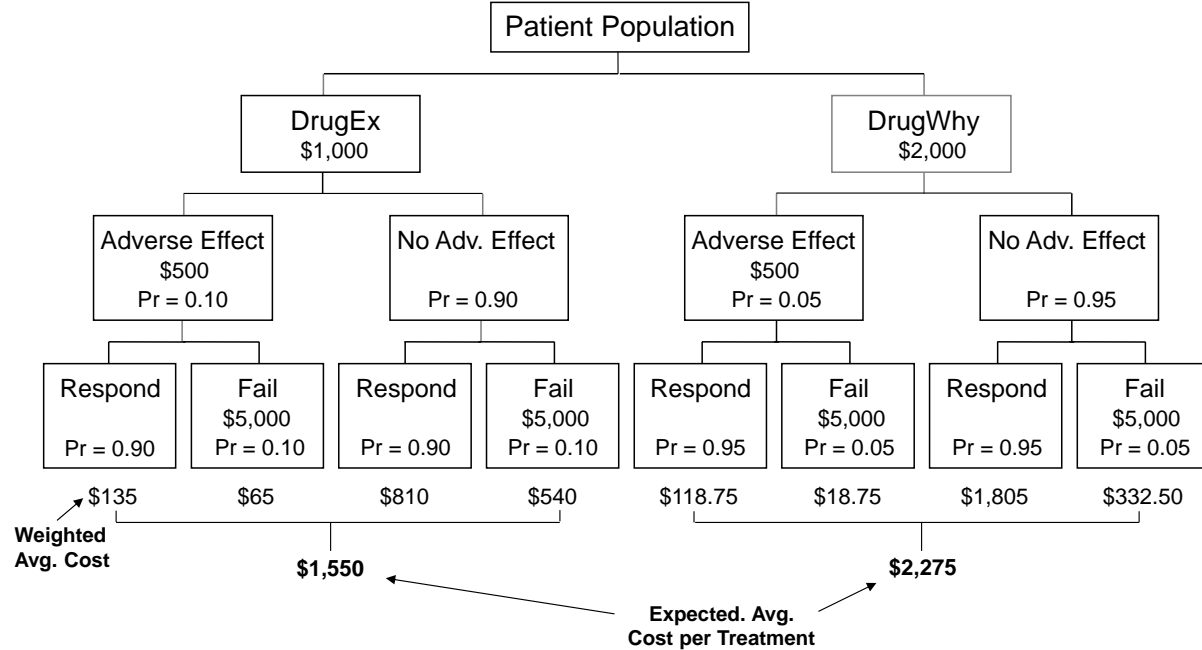 Patient Population
DrugEx
$1,000
DrugWhy
$2,000
Adverse Effect
$500
Pr = 0.10
No Adv. Effect
Pr = 0.90
Adverse Effect
$500
Pr = 0.05
No Adv. Effect
Pr = 0.95
Respond
Pr = 0.90
Fail
$5,000
Pr = 0.10
Respond
Pr = 0.90
Fail
$5,000
Pr = 0.10
Respond
Pr = 0.95
Fail
$5,000
Pr = 0.05
Respond
Pr = 0.95
Fail
$5,000
Pr = 0.05
$135
$65
$810
$540
$118.75
$18.75
$1,805
$332.50
Weighted
Avg. Cost
$1,550
$2,275
Expected. Avg.
Cost per Treatment